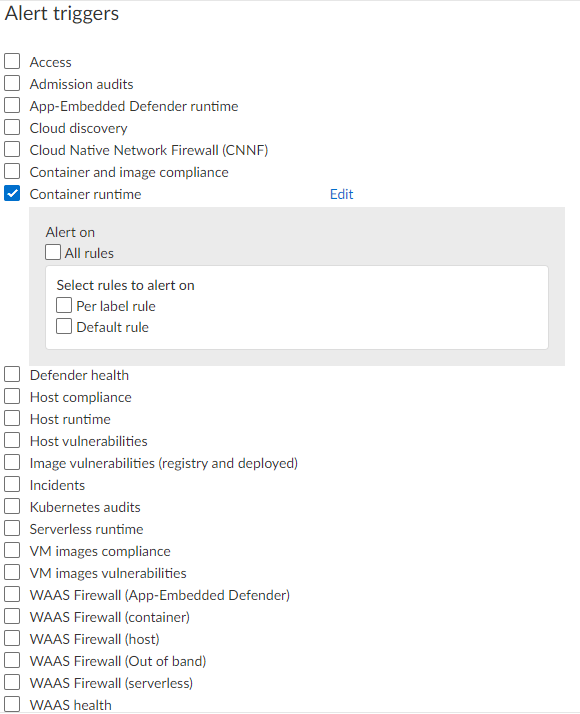 Alert triggers
Access
Admission audits
App-Embedded Defender runtime
Cloud discovery
Cloud Native Network Firewall (CNNF)
Container and image compliance
Container runtime Edit
Alert on
All rules
Select rules to alert on
Per label rule
Default rule
Defender health
Host compliance
Host runtime
Host vulnerabilities
Image vulnerabilities (registry and deployed)
Incidents
Kubernetes audits
Serverless runtime
VM images compliance
VM images vulnerabilities
WAAS Firewall (App-Embedded Defender)
WAAS Firewall (container)
WAAS Firewall (host)
WAAS Firewall (Out of band)
WAAS Firewall (serverless)
WAAS health